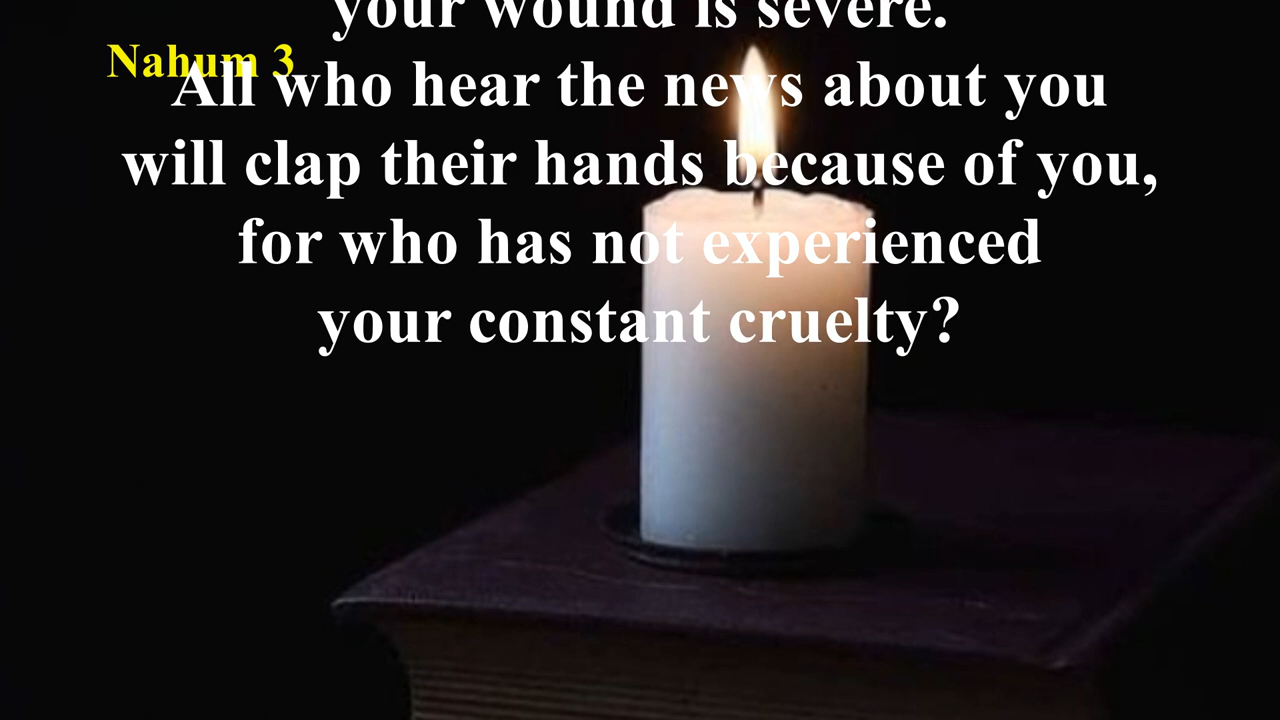 your wound is severe.
Nahum 3
All who hear the news about you
will clap their hands because of you,
for who has not experienced
your constant cruelty?